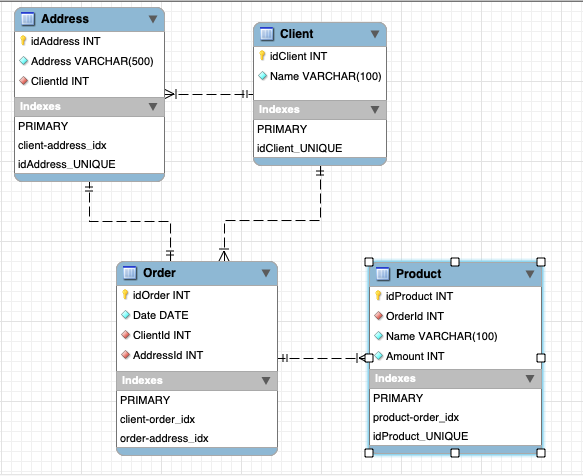 Address
idAddress INT
Address VARCHAR(500)
ClientId INT
Indexes
PRIMARY
client-address_idx
idAddress_UNIQUE
Client
idClient INT
Name VARCHAR(100)
Indexes
PRIMARY
idClient_UNIQUE
Order
idOrder INT
Date DATE
ClientId INT
AddressId INT
Indexes
PRIMARY
client-order_idx
order-address_idx
Product
idProduct INT
OrderId INT
Name VARCHAR(100)
Amount INT
Indexes
PRIMARY
product-order_idx
idProduct_UNIQUE